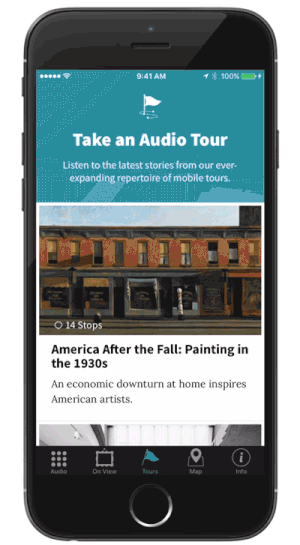 9:41 AM
100%
Take an Audio Tour
Listen to the latest stories from our ever-
expanding repertoire of mobile tours.
14 Stops
America After the Fall: Painting in
the 1930s
An economic downturn at home inspires
American artists.
Audio
On View
Tours
Map
Info